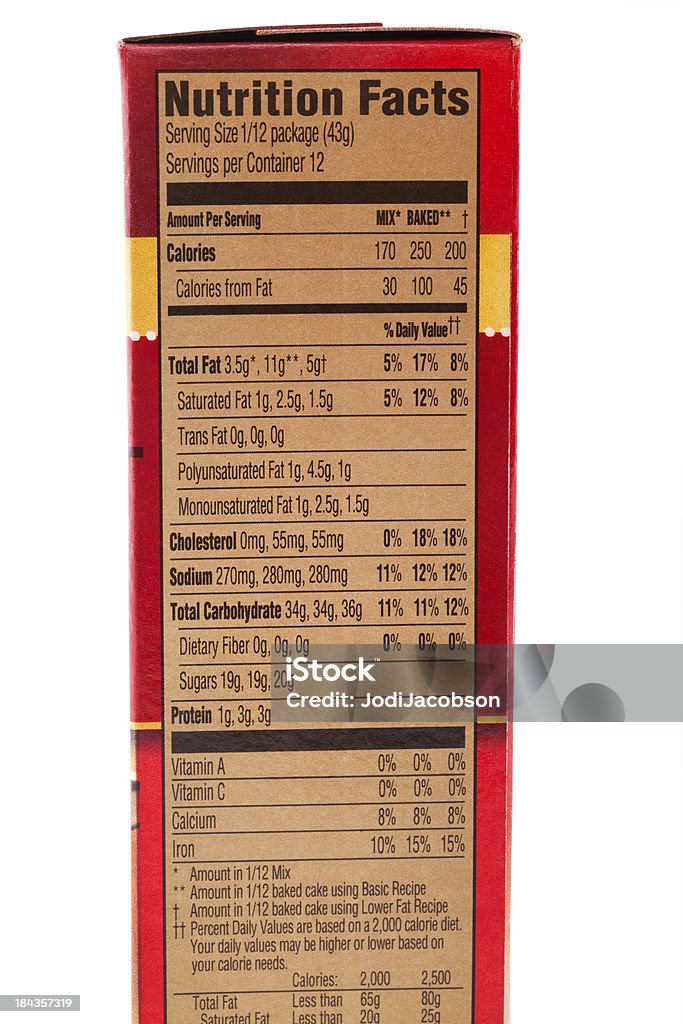 Nutrition Facts
Serving Size 1/12 package (43g)
Servings per Container 12
Amount Per Serving MIX* BAKED** †
Calories 170 250 200
Calories from Fat 30 100 45
% Daily Value††
Total Fat 3.5g*, 11g**, 5g† 5% 17% 8%
Saturated Fat 1g, 2.5g, 1.5g 5% 12% 8%
Trans Fat 0g, 0g, 0g
Polyunsaturated Fat 1g, 4.5g, 1g
Monounsaturated Fat 1g, 2.5g, 1.5g
Cholesterol 0mg, 55mg, 55mg 0% 18% 18%
Sodium 270mg, 280mg, 280mg 11% 12% 12%
Total Carbohydrate 34g, 34g, 36g 11% 11% 12%
Dietary Fiber 0g, 0g, 0g 0% 0% 0%
Sugars 19g, 19g, 20g
iStock™
JodiJacobson
Protein 1g, 3g, 3g
Vitamin A 0% 0% 0%
Vitamin C 0% 0% 0%
Calcium 8% 8% 8%
Iron 10% 15% 15%
* Amount in 1/12 Mix
** Amount in 1/12 baked cake using Basic Recipe
† Amount in 1/12 baked cake using Lower Fat Recipe
†† Percent Daily Values are based on a 2,000 calorie diet.
Your daily values may be higher or lower based on
your calorie needs.
Calories: 2,000 2,500
Total Fat Less than 65g 80g
Saturated Fat Less than 20g 25g
184357319